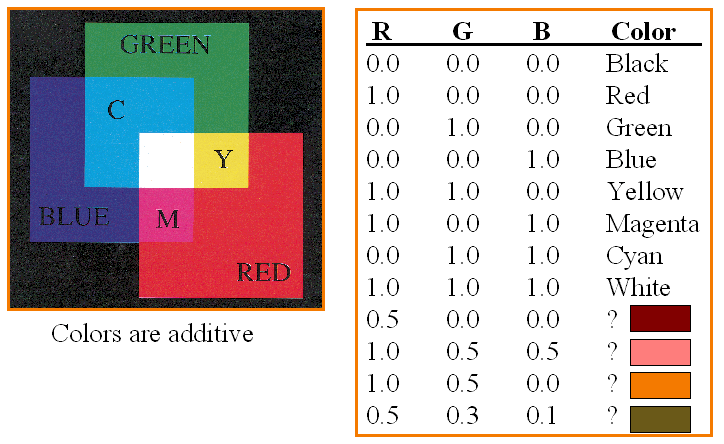 GREEN
C
Y
BLUE
M
RED
Colors are additive
R G B Color
0.0 0.0 0.0 Black
1.0 0.0 0.0 Red
0.0 1.0 0.0 Green
0.0 0.0 1.0 Blue
1.0 1.0 0.0 Yellow
1.0 0.0 1.0 Magenta
0.0 1.0 1.0 Cyan
1.0 1.0 1.0 White
0.5 0.0 0.0 ?
1.0 0.5 0.5 ?
1.0 0.5 0.0 ?
0.5 0.3 0.1 ?